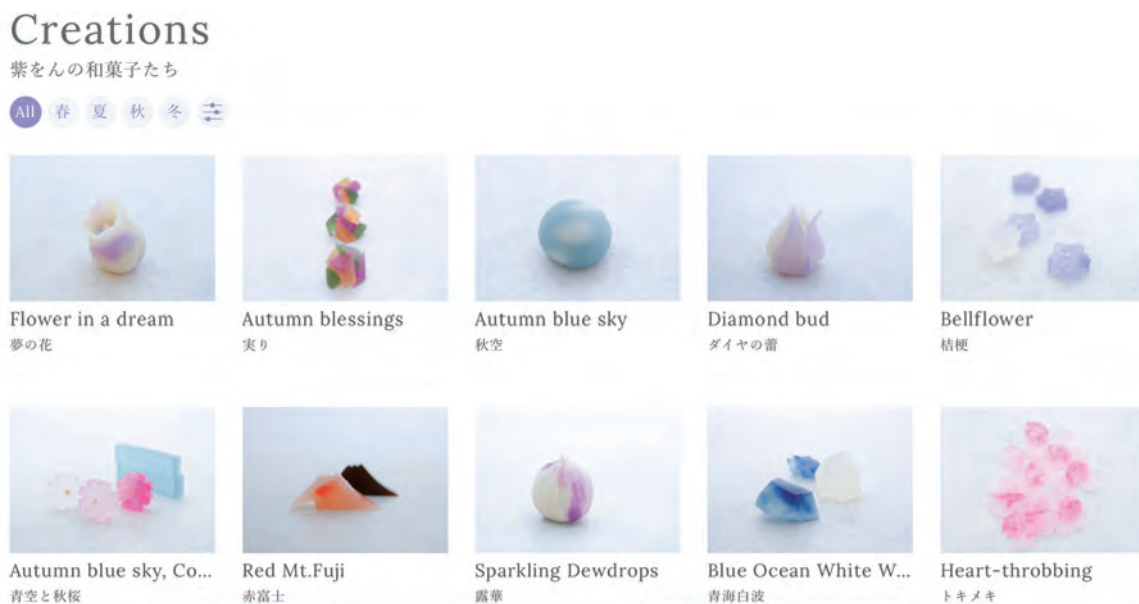 Creations
紫をんの和菓子たち
All 春 夏 秋 冬
Flower in a dream
夢の花
Autumn blessings
実り
Autumn blue sky
秋空
Diamond bud
ダイヤの蕾
Bellflower
桔梗
Autumn blue sky, Co...
青空と秋桜
Red Mt.Fuji
赤富士
Sparkling Dewdrops
露華
Blue Ocean White W...
青海白波
Heart-throbbing
トキメキ